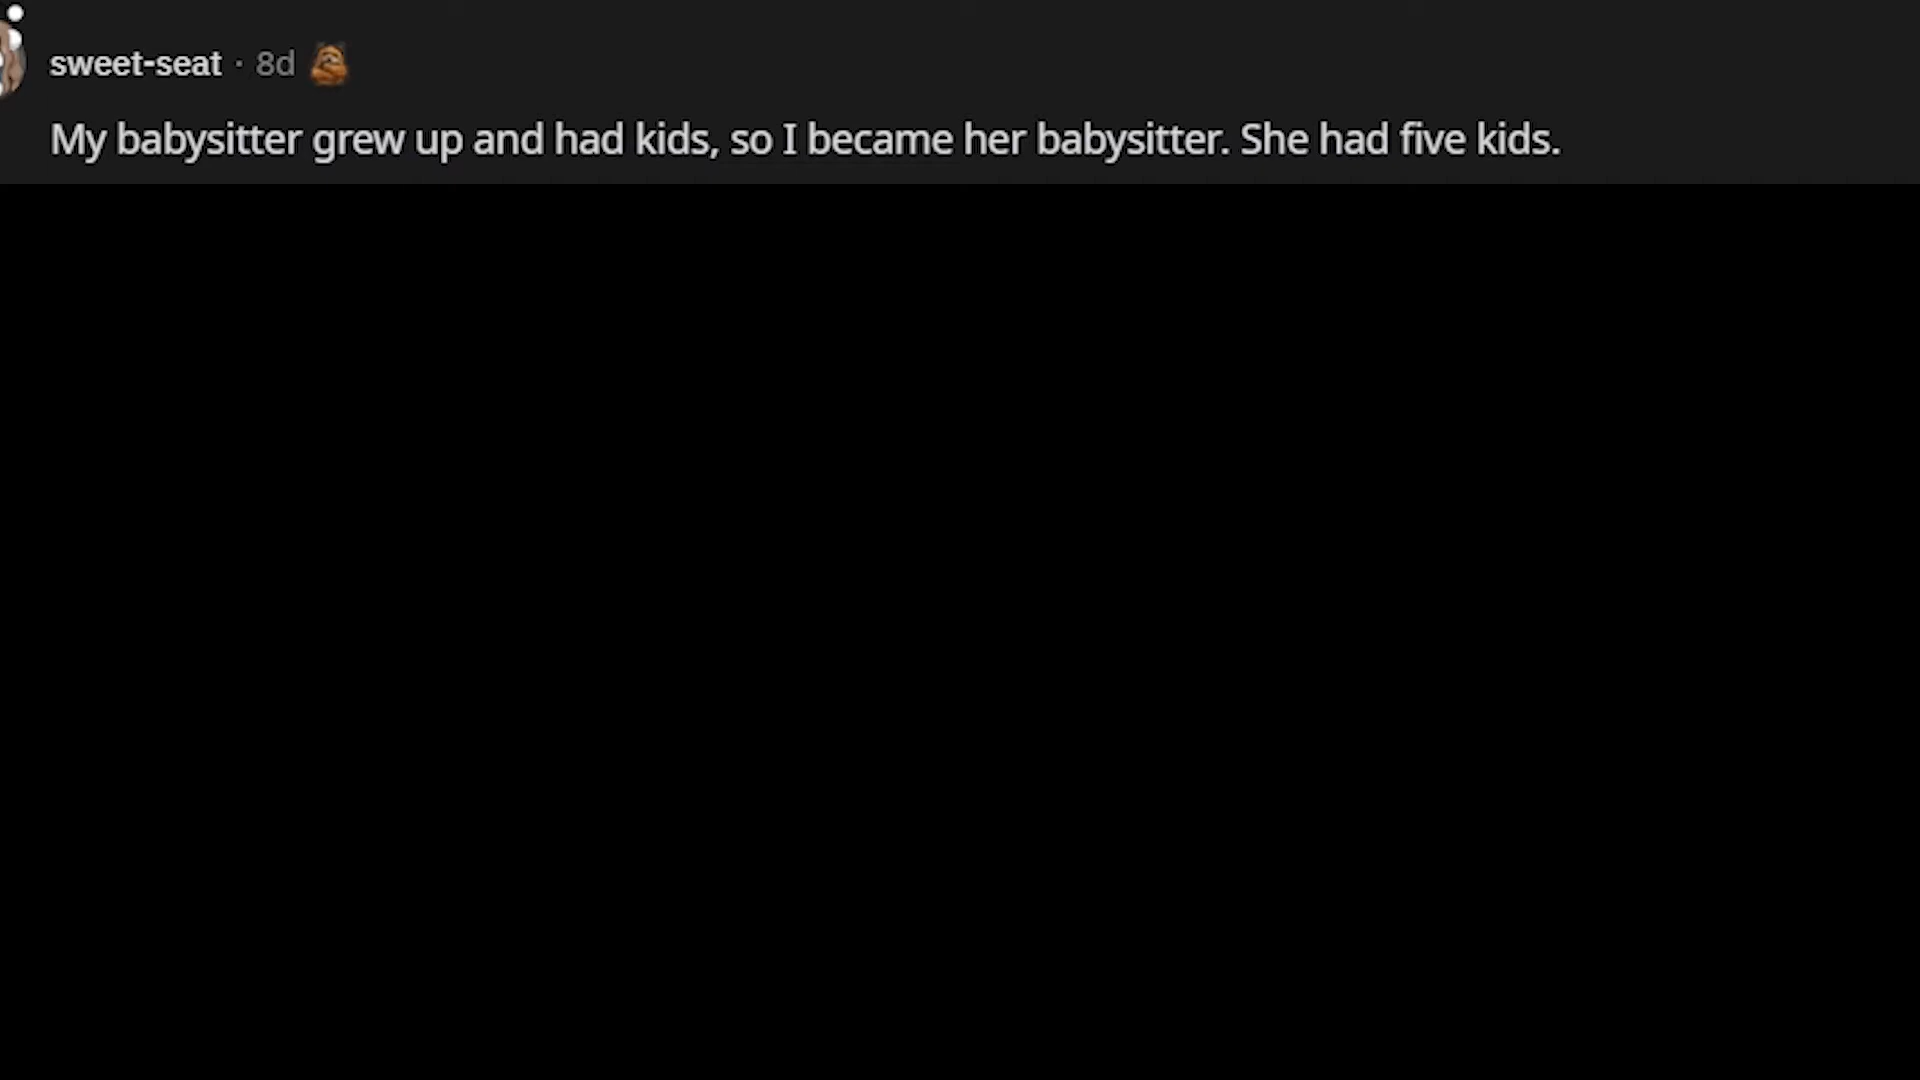 sweet-seat · 8d
My babysitter grew up and had kids, so I became her babysitter. She had five kids.